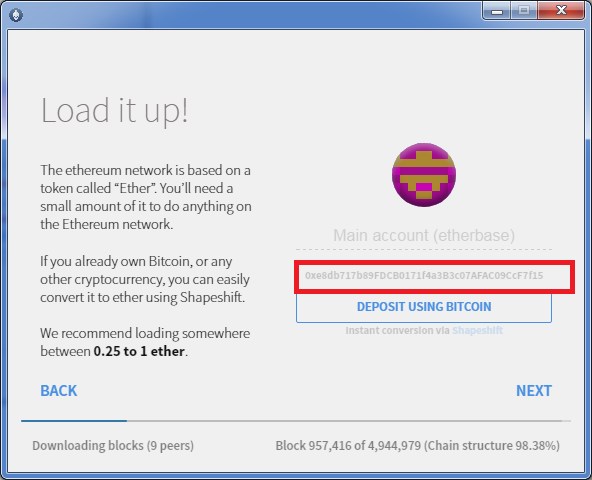 Load it up!
The ethereum network is based on a
token called “Ether”. You’ll need a
small amount of it to do anything on
the Ethereum network.
If you already own Bitcoin, or any
other cryptocurrency, you can easily
convert it to ether using Shapeshift.
We recommend loading somewhere
between 0.25 to 1 ether.
Main account (etherbase)
0xe8db717b89FDCB0171f4a3B3c07AFAC09CcF7f15
DEPOSIT USING BITCOIN
Instant conversion via Shapeshift
BACK
NEXT
Downloading blocks (9 peers)
Block 957,416 of 4,944,979 (Chain structure 98.38%)